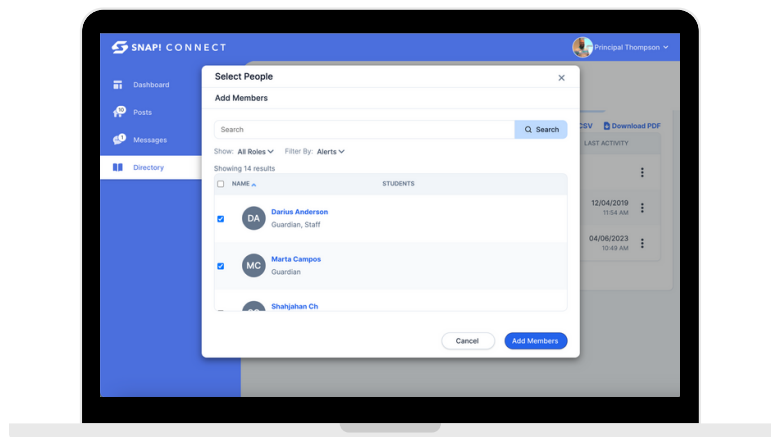 SNAP! CONNECT
Principal Thompson
Dashboard
10
Posts
1
Messages
Directory
Select People
Add Members
Search
Search
Show: All Roles
Filter By: Alerts
Showing 14 results
NAME
STUDENTS
DA
Darius Anderson
Guardian, Staff
MC
Marta Campos
Guardian
Shahjahan Ch
Cancel
Add Members
CSV
Download PDF
LAST ACTIVITY
12/04/2019
11:54 AM
04/06/2023
10:49 AM